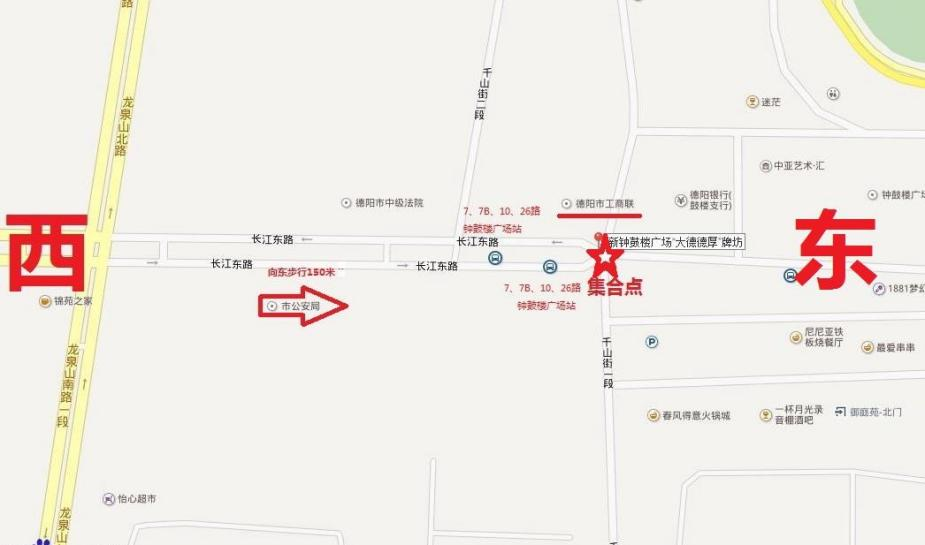 路
龙泉山北路
千山街二段
迷茫
中亚艺术·汇
德阳市中级法院
7、7B、10、26路
钟鼓楼广场站
德阳市工商联
德阳银行(
鼓楼支行)
钟鼓楼广场
西
长江东路
长江东路
新钟鼓楼广场"大德德厚"牌坊
东
长江东路
长江东路
向东步行150米
市公安局
锦苑之家
7、7B、10、26路
钟鼓楼广场站
集合点
1881梦幻
P
尼尼亚铁
板烧餐厅
最爱串串
龙泉山南路一段
千山街一段
春风得意火锅城
一杯月光录
音棚酒吧
御庭苑-北门
怡心超市
龙泉山